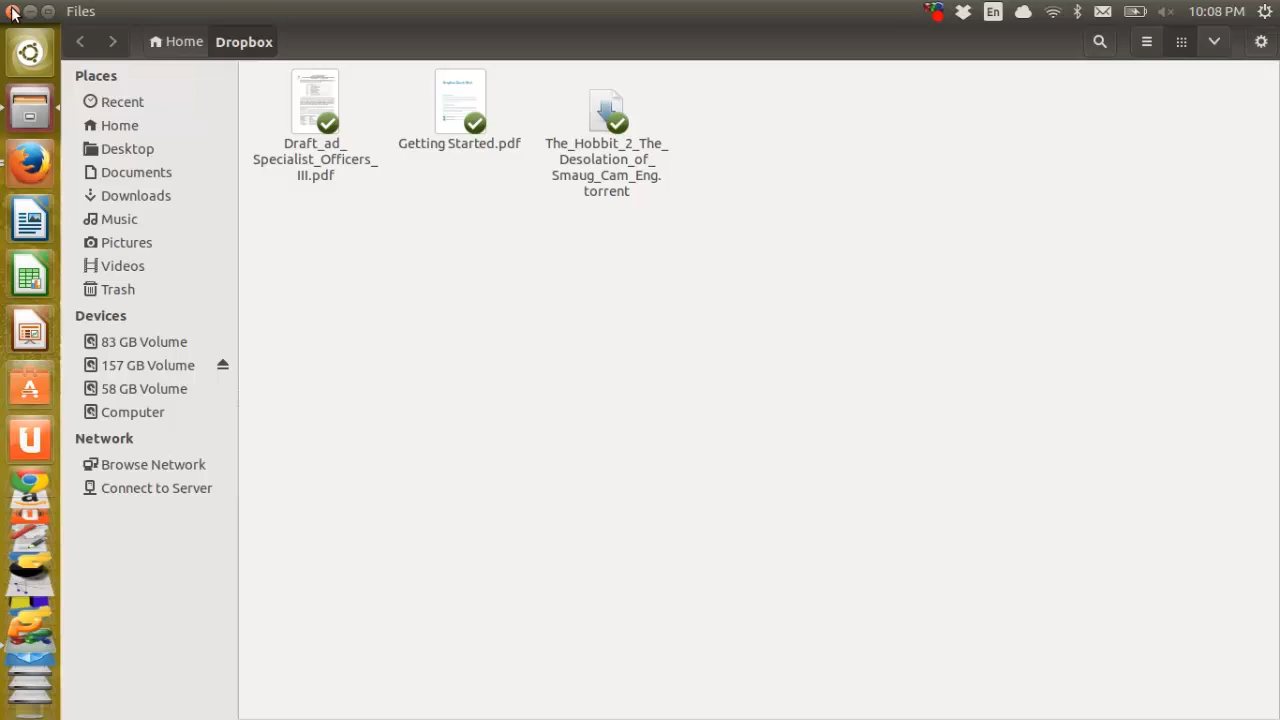 Files
En
10:08 PM
Home
Dropbox
Places
Recent
Home
Desktop
Documents
Downloads
Music
Pictures
Videos
Trash
Devices
83 GB Volume
157 GB Volume
58 GB Volume
Computer
Network
Browse Network
Connect to Server
Draft_ad_
Specialist_Officers_
III.pdf
Getting Started.pdf
The_Hobbit_2_The_
Desolation_of_
Smaug_Cam_Eng.
torrent